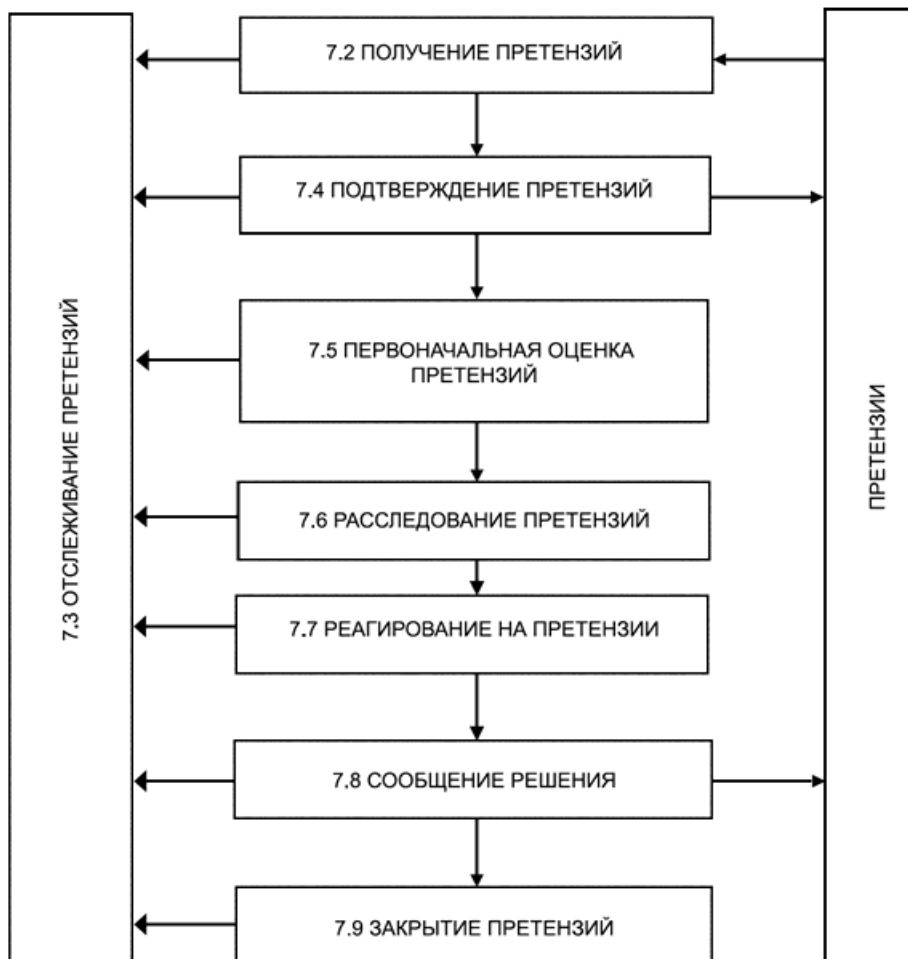 7.2 ПОЛУЧЕНИЕ ПРЕТЕНЗИЙ
7.4 ПОДТВЕРЖДЕНИЕ ПРЕТЕНЗИЙ
7.5 ПЕРВОНАЧАЛЬНАЯ ОЦЕНКА
ПРЕТЕНЗИЙ
7.6 РАССЛЕДОВАНИЕ ПРЕТЕНЗИЙ
7.7 РЕАГИРОВАНИЕ НА ПРЕТЕНЗИИ
7.8 СООБЩЕНИЕ РЕШЕНИЯ
7.9 ЗАКРЫТИЕ ПРЕТЕНЗИЙ
7.3 ОТСЛЕЖИВАНИЕ ПРЕТЕНЗИЙ
ПРЕТЕНЗИИ